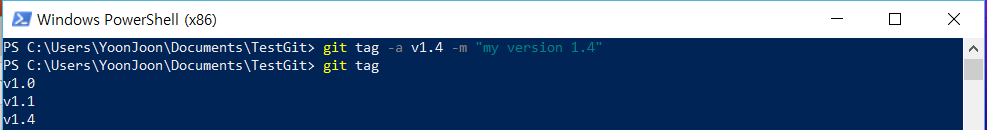 Windows PowerShell (x86)
PS C:\Users\YoonJoon\Documents\TestGit> git tag -a v1.4 -m "my version 1.4"
PS C:\Users\YoonJoon\Documents\TestGit> git tag
v1.0
v1.1
v1.4